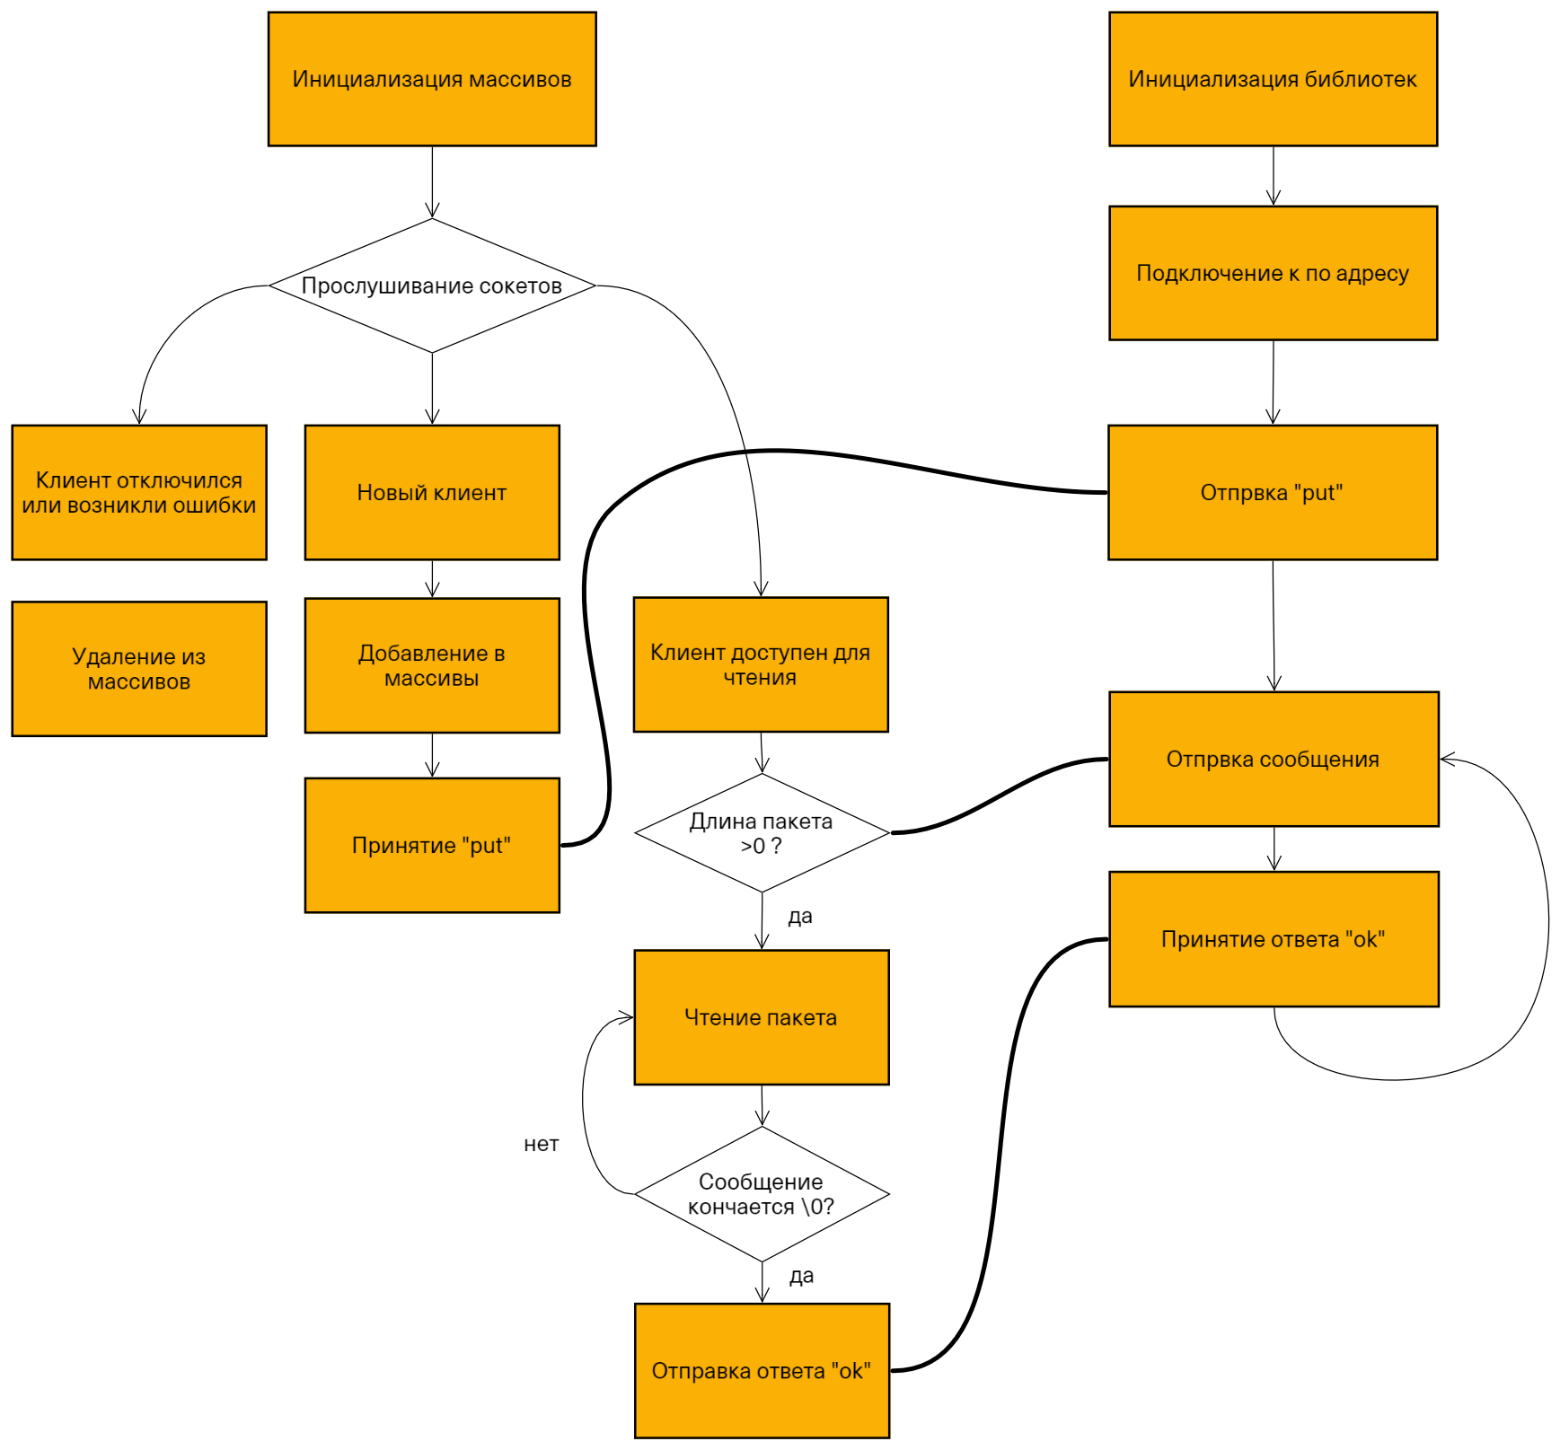 Инициализация массивов
Инициализация библиотек
Подключение к по адресу
Прослушивание сокетов
Клиент отключился
или возникли ошибки
Новый клиент
Отпрвка "put"
Удаление из
массивов
Добавление в
массивы
Клиент доступен для
чтения
Отпрвка сообщения
Принятие "put"
Длина пакета
>0 ?
да
Принятие ответа "ok"
Чтение пакета
нет
Сообщение
кончается \0?
да
Отправка ответа "ok"